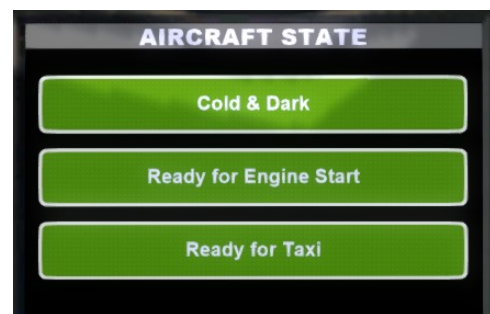 AIRCRAFT STATE
Cold & Dark
Ready for Engine Start
Ready for Taxi